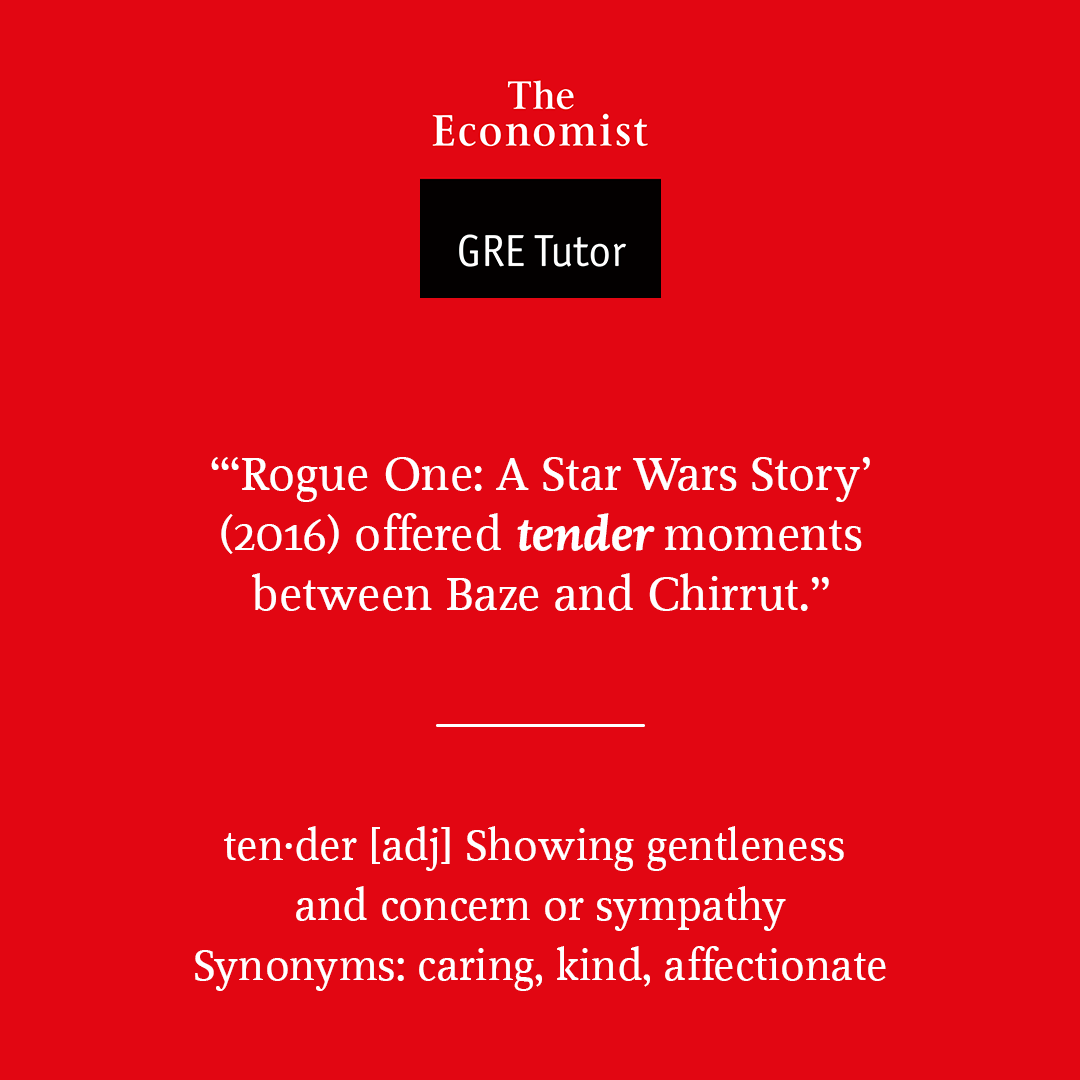 The
Economist
GRE Tutor
“‘Rogue One: A Star Wars Story’
(2016) offered tender moments
between Baze and Chirrut.”
ten·der [adj] Showing gentleness
and concern or sympathy
Synonyms: caring, kind, affectionate